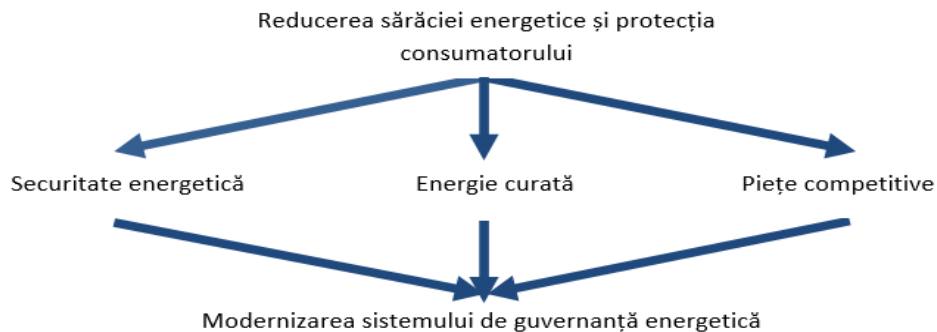 Reducerea sărăciei energetice și protecția
consumatorului
Securitate energetică
Energie curată
Piețe competitive
Modernizarea sistemului de guvernanță energetică